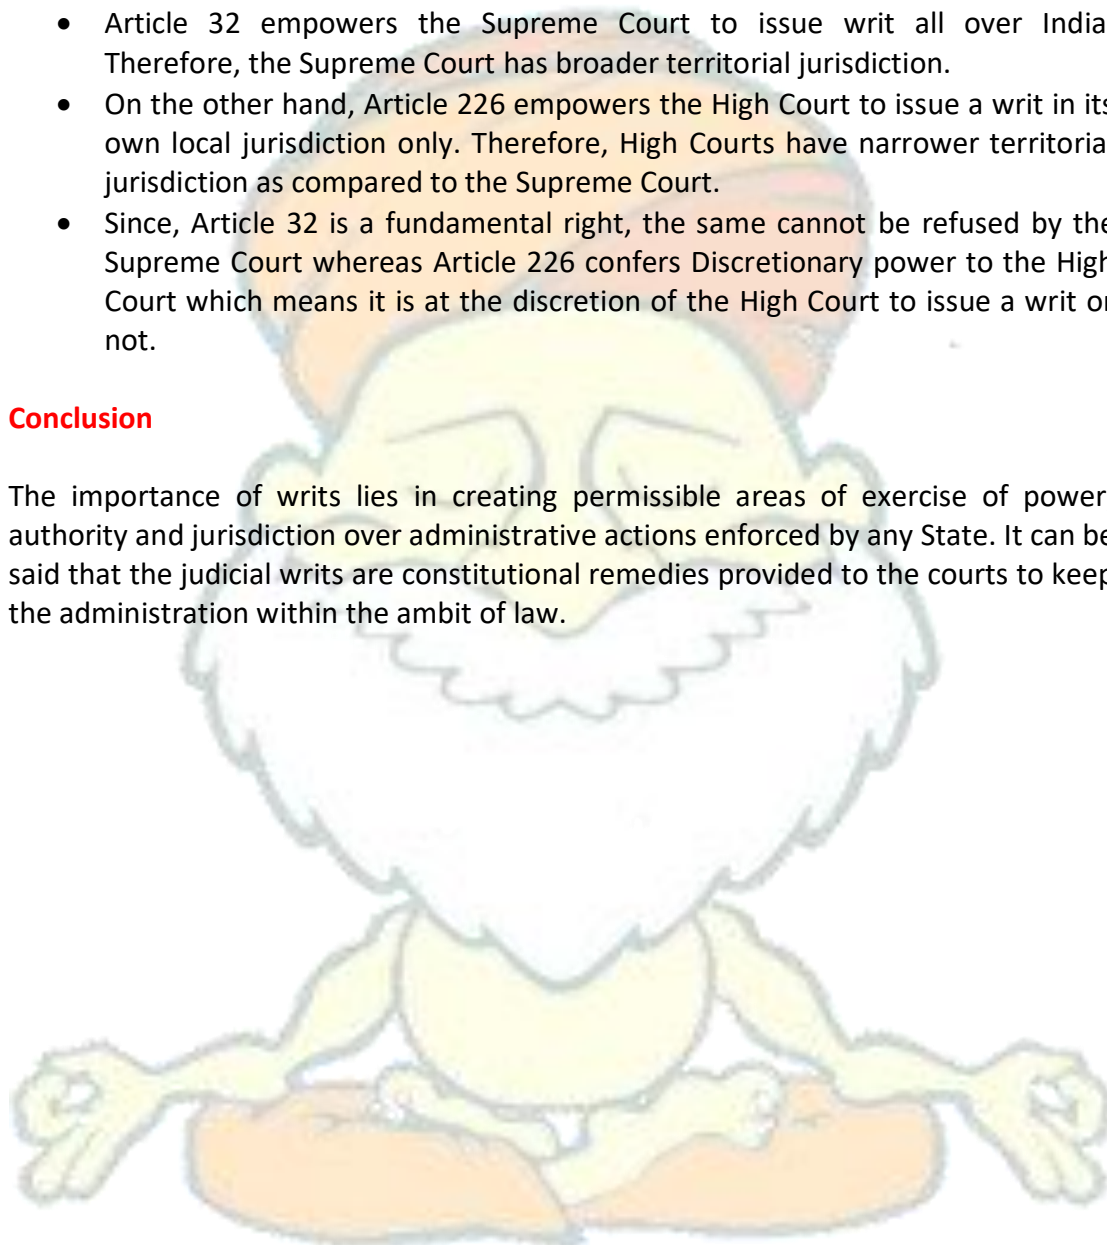 • Article 32 empowers the Supreme Court to issue writ all over India
Therefore, the Supreme Court has broader territorial jurisdiction.
• On the other hand, Article 226 empowers the High Court to issue a writ in its
own local jurisdiction only. Therefore, High Courts have narrower territoria
jurisdiction as compared to the Supreme Court.
• Since, Article 32 is a fundamental right, the same cannot be refused by the
Supreme Court whereas Article 226 confers Discretionary power to the High
Court which means it is at the discretion of the High Court to issue a writ or
not.
Conclusion
The importance of writs lies in creating permissible areas of exercise of power
authority and jurisdiction over administrative actions enforced by any State. It can be
said that the judicial writs are constitutional remedies provided to the courts to keep
the administration within the ambit of law.